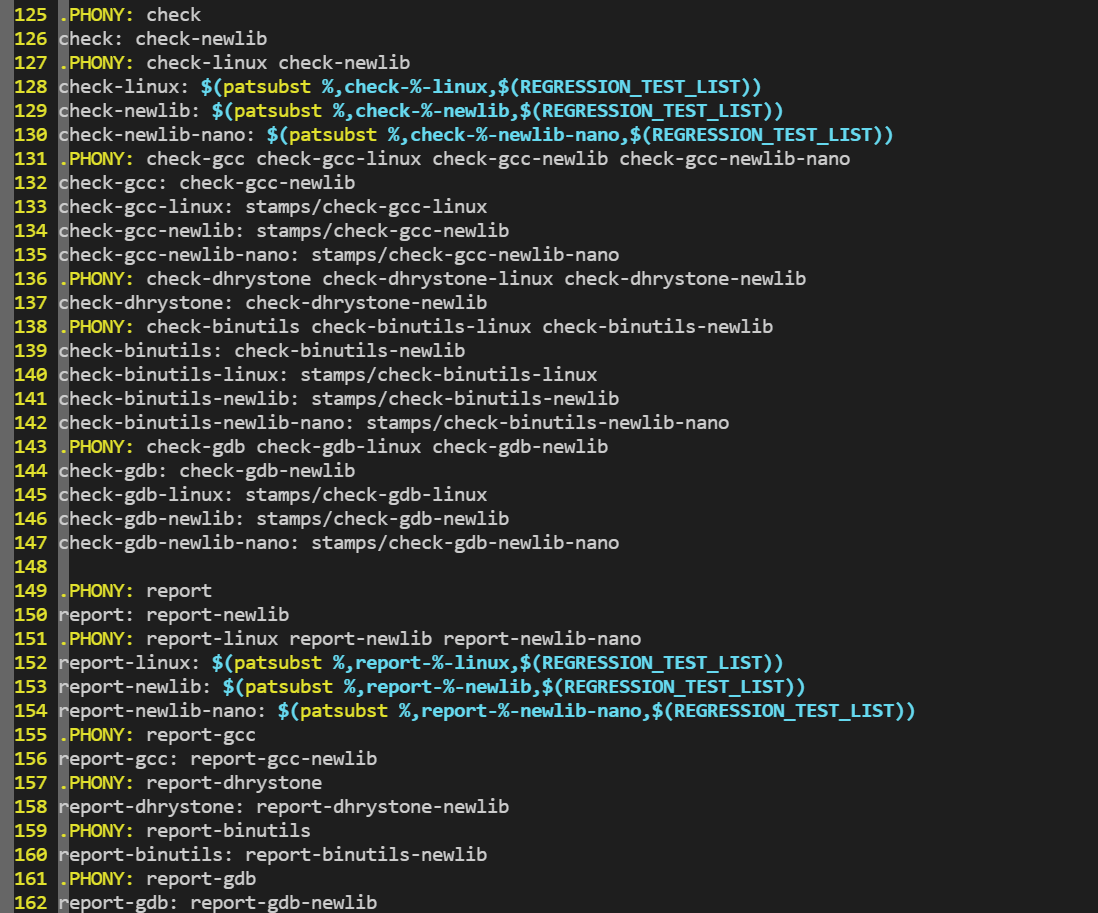 125 .PHONY: check
126 check: check-newlib
127 .PHONY: check-linux check-newlib
128 check-linux: $(patsubst %,check-%-linux,$(REGRESSION_TEST_LIST))
129 check-newlib: $(patsubst %,check-%-newlib,$(REGRESSION_TEST_LIST))
130 check-newlib-nano: $(patsubst %,check-%-newlib-nano,$(REGRESSION_TEST_LIST))
131 .PHONY: check-gcc check-gcc-linux check-gcc-newlib check-gcc-newlib-nano
132 check-gcc: check-gcc-newlib
133 check-gcc-linux: stamps/check-gcc-linux
134 check-gcc-newlib: stamps/check-gcc-newlib
135 check-gcc-newlib-nano: stamps/check-gcc-newlib-nano
136 .PHONY: check-dhrystone check-dhrystone-linux check-dhrystone-newlib
137 check-dhrystone: check-dhrystone-newlib
138 .PHONY: check-binutils check-binutils-linux check-binutils-newlib
139 check-binutils: check-binutils-newlib
140 check-binutils-linux: stamps/check-binutils-linux
141 check-binutils-newlib: stamps/check-binutils-newlib
142 check-binutils-newlib-nano: stamps/check-binutils-newlib-nano
143 .PHONY: check-gdb check-gdb-linux check-gdb-newlib
144 check-gdb: check-gdb-newlib
145 check-gdb-linux: stamps/check-gdb-linux
146 check-gdb-newlib: stamps/check-gdb-newlib
147 check-gdb-newlib-nano: stamps/check-gdb-newlib-nano
148
149 .PHONY: report
150 report: report-newlib
151 .PHONY: report-linux report-newlib report-newlib-nano
152 report-linux: $(patsubst %,report-%-linux,$(REGRESSION_TEST_LIST))
153 report-newlib: $(patsubst %,report-%-newlib,$(REGRESSION_TEST_LIST))
154 report-newlib-nano: $(patsubst %,report-%-newlib-nano,$(REGRESSION_TEST_LIST))
155 .PHONY: report-gcc
156 report-gcc: report-gcc-newlib
157 .PHONY: report-dhrystone
158 report-dhrystone: report-dhrystone-newlib
159 .PHONY: report-binutils
160 report-binutils: report-binutils-newlib
161 .PHONY: report-gdb
162 report-gdb: report-gdb-newlib